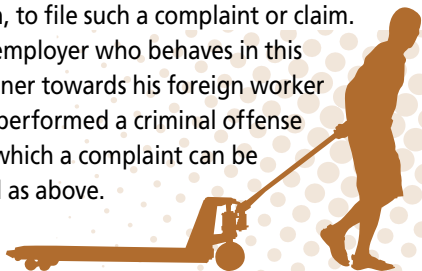 n, to file such a complaint or claim.
employer who behaves in this
ner towards his foreign worker
performed a criminal offense
which a complaint can be
as above.